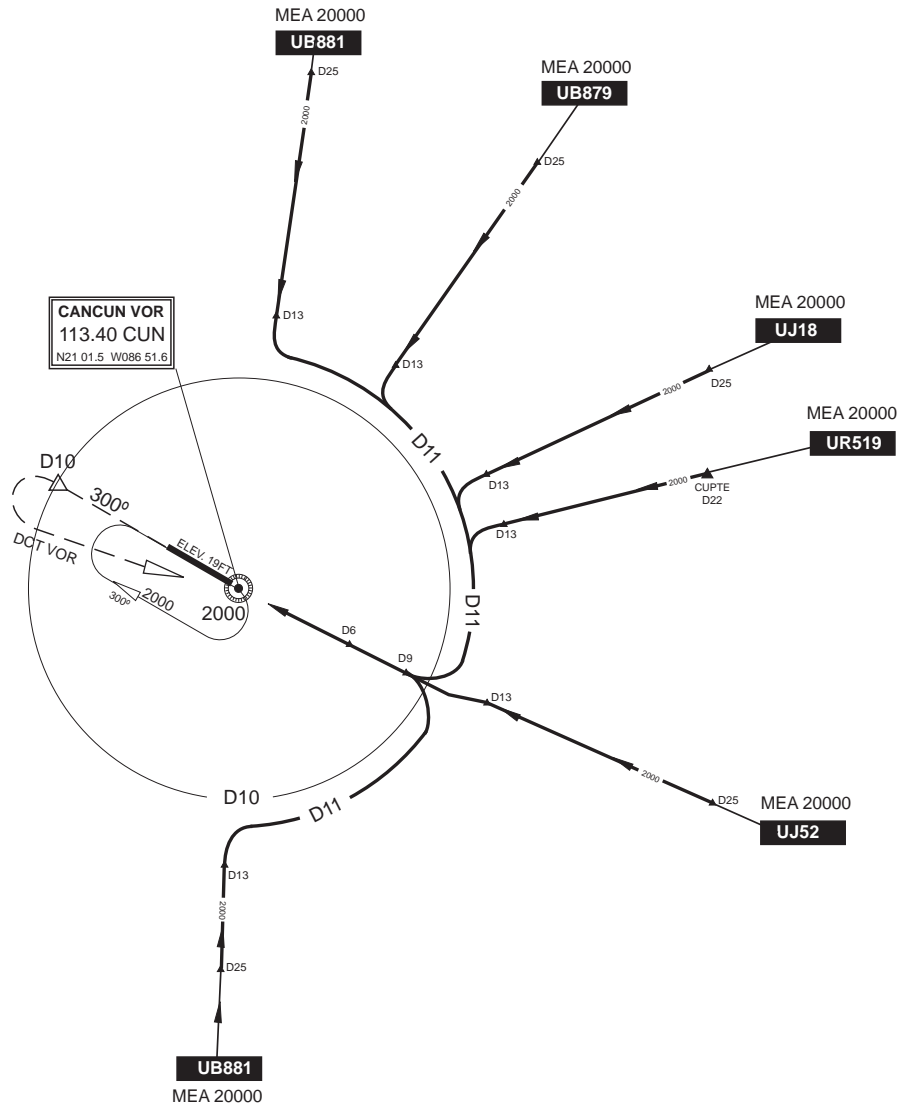 MEA 20000
UB881
D25
2000
D13
MEA 20000
UB879
D25
2000
D13
CANCUN VOR
113.40 CUN
N21 01.5 W086 51.6
MEA 20000
UJ18
D25
2000
D13
MEA 20000
UR519
CUPTE
D22
2000
D13
D11
D10
300º
DCT VOR
ELEV. 19FT
300º
2000
2000
D11
D6
D9
D13
2000
D25
MEA 20000
UJ52
D10
D11
D13
2000
D25
UB881
MEA 20000